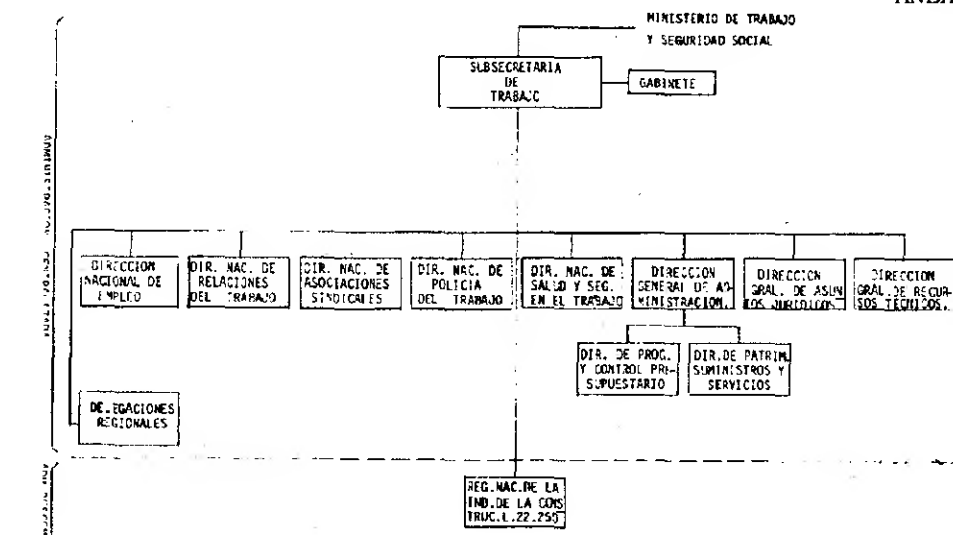 MINISTERIO DE TRABAJO
Y SEGURIDAD SOCIAL
SUBSECRETARIA
DE
TRABAJO
GABINETE
DIRECCION
NACIONAL DE
EMPLEO
DIR. NAC. DE
RELACIONES
DEL TRABAJO
DIR. NAC. DE
ASOCIACIONES
SINDICALES
DIR. NAC. DE
POLICIA
DEL TRABAJO
DIR. NAC. DE
SALUD Y SEG.
EN EL TRABAJO
DIRECCION
GENERAL DE AD-
MINISTRACION.
DIRECCION
GRAL. DE ASUN
TOS JURIDICOS
DIRECCION
GRAL. DE RECUR-
SOS TECNICOS.
DIR. DE PROG.
Y CONTROL PRE-
SUPUESTARIO
DIR. DE PATRIM.
SUMINISTROS Y
SERVICIOS
DELEGACIONES
REGIONALES
ADMINISTRACION CENTRALIZADA
REG. NAC. DE LA
IND. DE LA CONS
TRUC. L. 22.250